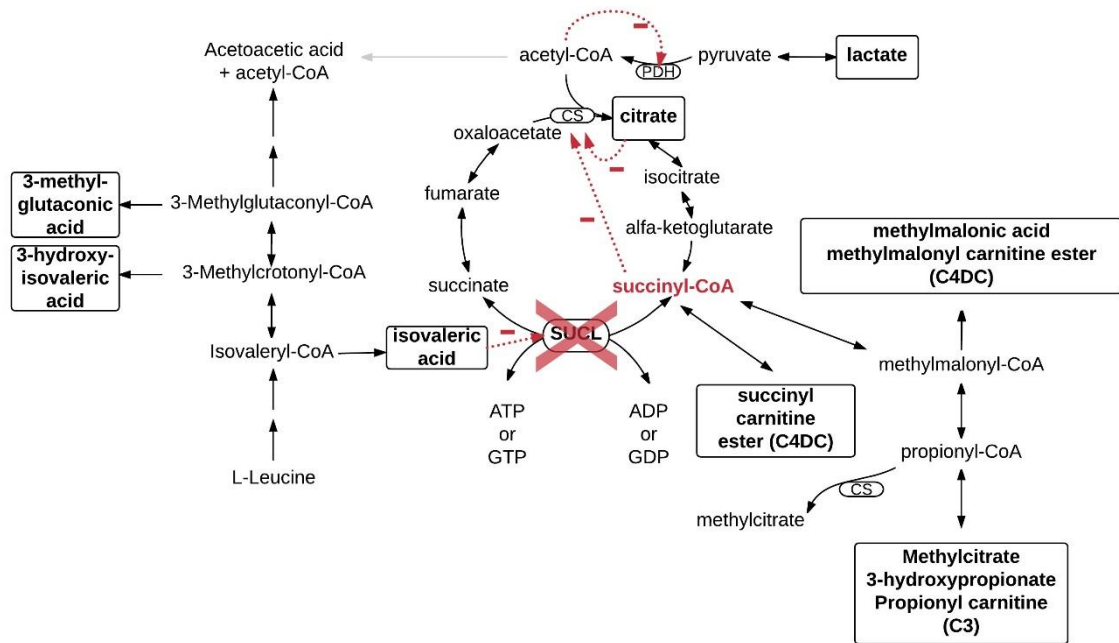 Acetoacetic acid
+ acetyl-CoA
acetyl-CoA
PDH
pyruvate
lactate
CS
citrate
oxaloacetate
isocitrate
fumarate
alfa-ketoglutarate
3-methyl-
glutaconic
acid
3-Methylglutaconyl-CoA
3-hydroxy-
isovaleric
acid
3-Methylcrotonyl-CoA
succinate
succinyl-CoA
methylmalonic acid
methylmalonyl carnitine ester
(C4DC)
Isovaleryl-CoA
isovaleric
acid
SUCL
methylmalonyl-CoA
ATP
or
GTP
ADP
or
GDP
succinyl
carnitine
ester (C4DC)
L-Leucine
propionyl-CoA
CS
methylcitrate
Methylcitrate
3-hydroxypropionate
Propionyl carnitine
(C3)